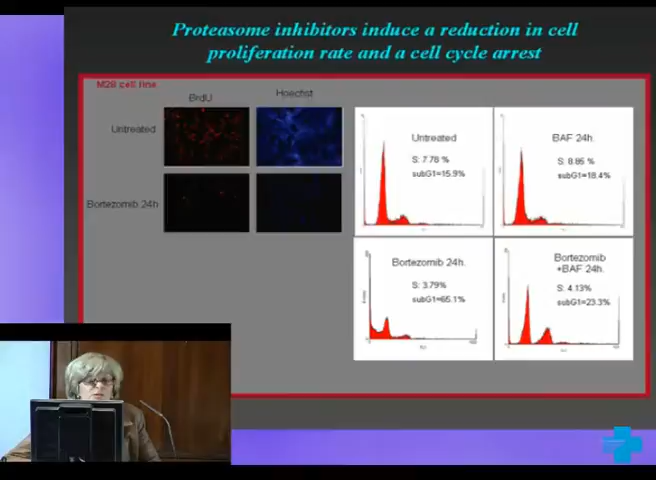 Proteasome inhibitors induce a reduction in cell
proliferation rate and a cell cycle arrest
M28 cell line
BrdU
Hoechst
Untreated
Bortezomib 24h
Untreated
S: 7.78 %
subG1=15.9%
BAF 24h.
S: 8.85 %
subG1=18.4%
Bortezomib 24h.
S: 3.79%
subG1=65.1%
Bortezomib
+BAF 24h.
S: 4.13%
subG1=23.3%